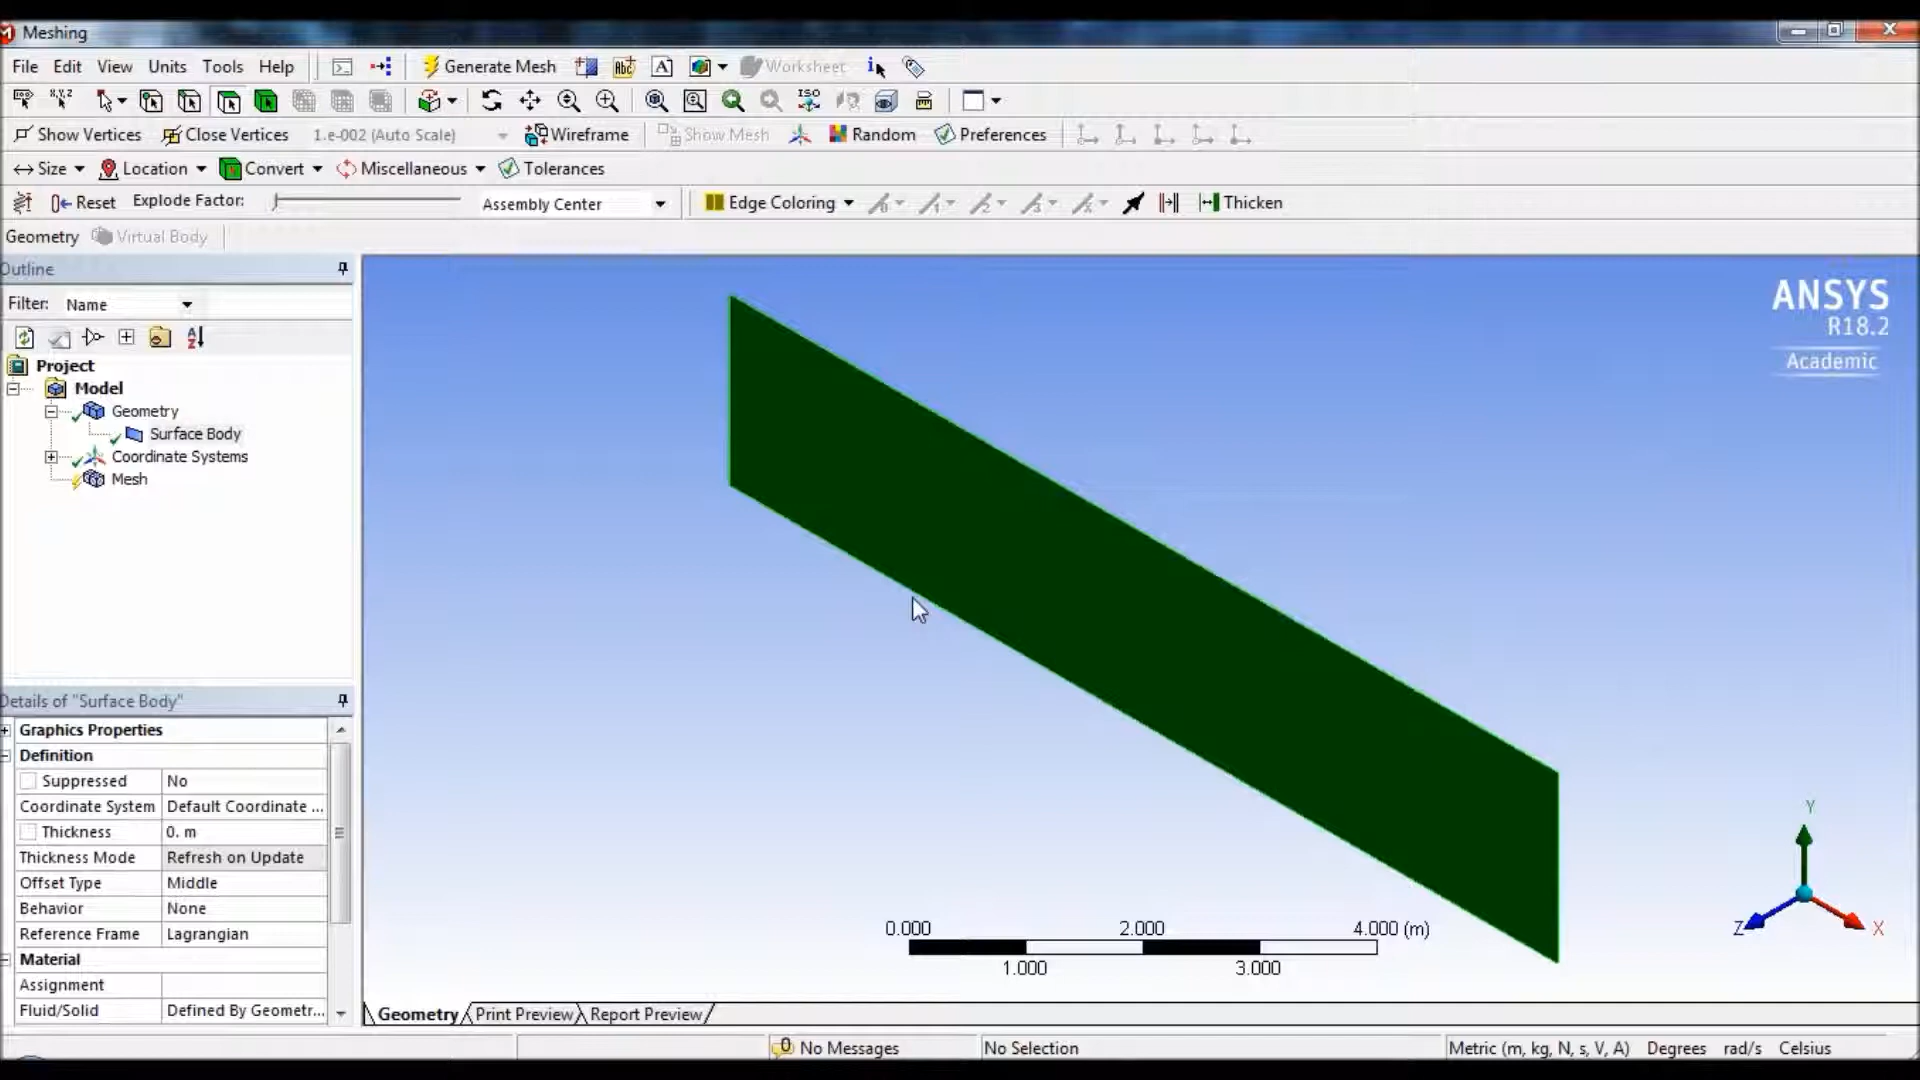 Meshing
File Edit View Units Tools Help Generate Mesh Abc A Worksheet i
x,y,z ISO
Show Vertices Close Vertices 1.e-002 (Auto Scale) Wireframe Show Mesh Random Preferences
Size Location Convert Miscellaneous Tolerances
Reset Explode Factor: Assembly Center Edge Coloring Thicken
Geometry Virtual Body
Outline
Filter: Name
A
Z
Project
Model
Geometry
Surface Body
Coordinate Systems
Mesh
ANSYS
R18.2
Academic
Details of "Surface Body"
Graphics Properties
Definition
Suppressed No
Coordinate System Default Coordinate ...
Thickness 0. m
Thickness Mode Refresh on Update
Offset Type Middle
Behavior None
Reference Frame Lagrangian
Material
Assignment
Fluid/Solid Defined By Geometr...
0.000 2.000 4.000 (m)
1.000 3.000
Y
Z X
Geometry Print Preview Report Preview
0 No Messages No Selection Metric (m, kg, N, s, V, A) Degrees rad/s Celsius